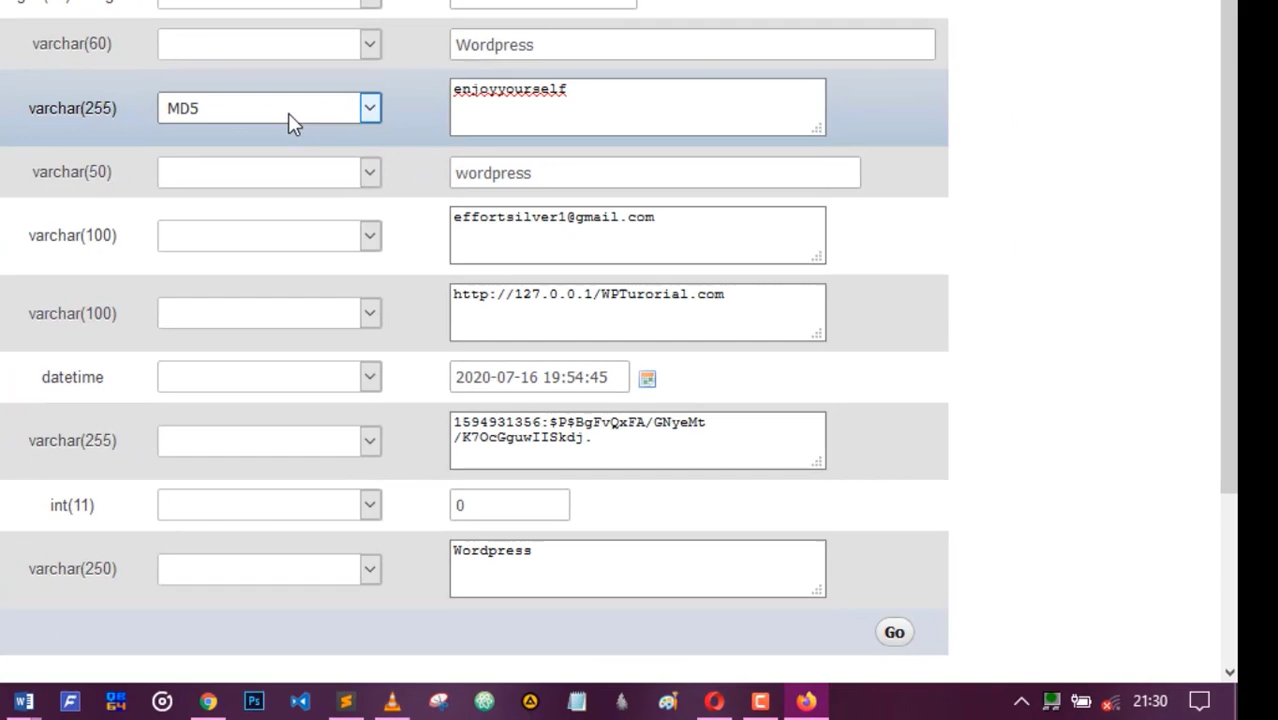 varchar(60)
Wordpress
varchar(255)
MD5
enjoyyourself
varchar(50)
wordpress
varchar(100)
effortsilver1@gmail.com
varchar(100)
http://127.0.0.1/WPTurorial.com
datetime
2020-07-16 19:54:45
varchar(255)
1594931356:$P$BgFvQxFA/GNyeMt
/K7OcGguwIISkdj.
int(11)
0
varchar(250)
Wordpress
Go
21:30